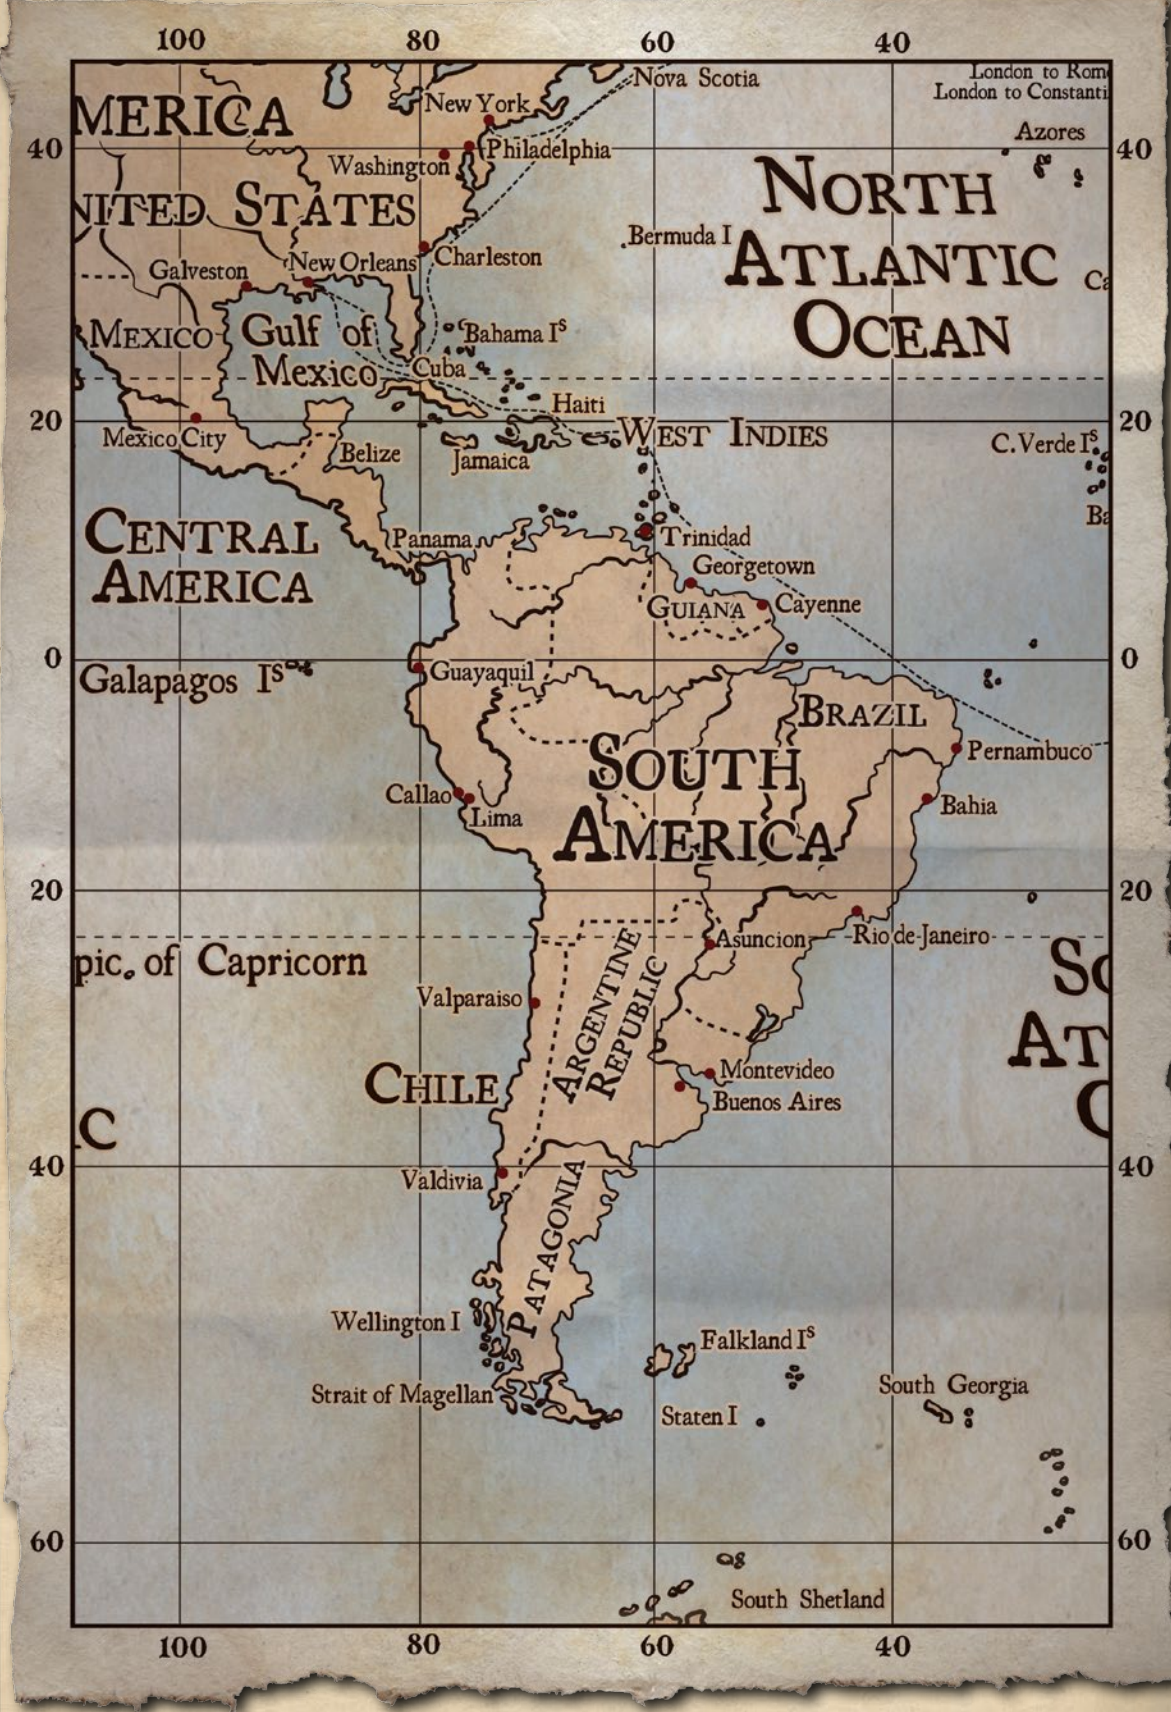 100 80 60 40
Nova Scotia
London to Rom
London to Constanti
MERICA
New York
Azores
40
Washington
Philadelphia
40
NORTH
ATLANTIC
OCEAN
NITED STATES
Bermuda I
Charleston
Galveston
New Orleans
Ca
MEXICO
Gulf of
Mexico
Bahama Is
Cuba
Haiti
20
WEST INDIES
20
Mexico City
Belize
Jamaica
C. Verde Is
Ba
CENTRAL
AMERICA
Panama
Trinidad
Georgetown
GUIANA
Cayenne
0
0
Galapagos Is
Guayaquil
BRAZIL
SOUTH
AMERICA
Pernambuco
Callao
Lima
Bahia
20
20
Asuncion
Rio de Janeiro
pic. of Capricorn
ARGENTINE
REPUBLIC
So
AT
O
Valparaiso
CHILE
Montevideo
Buenos Aires
C
40
40
Valdivia
PATAGONIA
Wellington I
Falkland Is
Strait of Magellan
Staten I
South Georgia
60
60
South Shetland
100 80 60 40